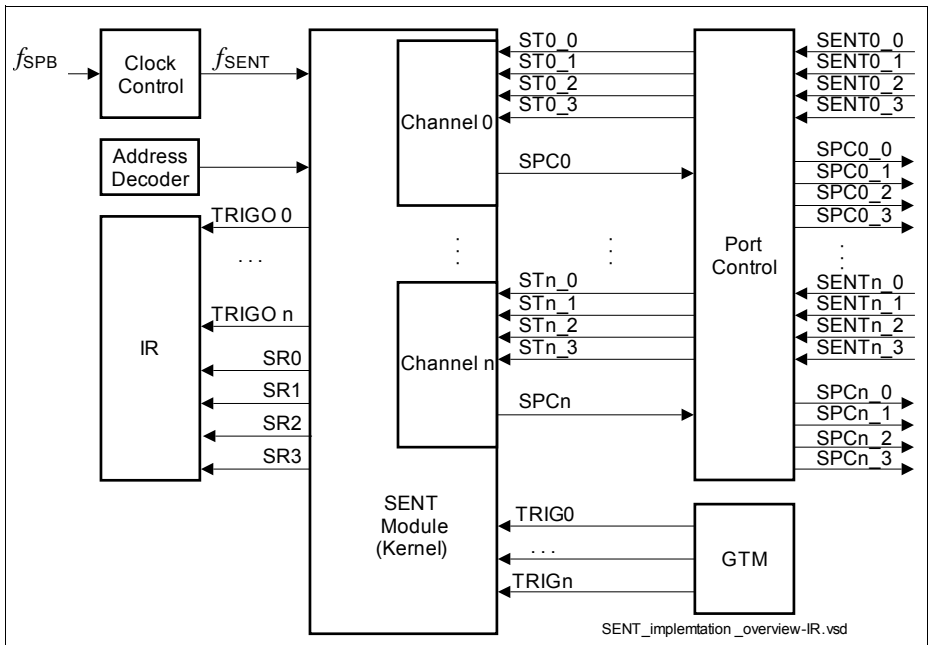 fSPB
Clock
Control
fSENT
Address
Decoder
TRIGO 0
. . .
TRIGO n
SR0
SR1
SR2
SR3
IR
Channel 0
. . . .
Channel n
SENT
Module
(Kernel)
ST0_0
ST0_1
ST0_2
ST0_3
SPC0
. . . .
STn_0
STn_1
STn_2
STn_3
SPCn
TRIG0
. . .
TRIGn
Port
Control
GTM
SENT0_0
SENT0_1
SENT0_2
SENT0_3
SPC0_0
SPC0_1
SPC0_2
SPC0_3
. . . .
SENTn_0
SENTn_1
SENTn_2
SENTn_3
SPCn_0
SPCn_1
SPCn_2
SPCn_3
SENT_implemtation _overview-IR.vsd